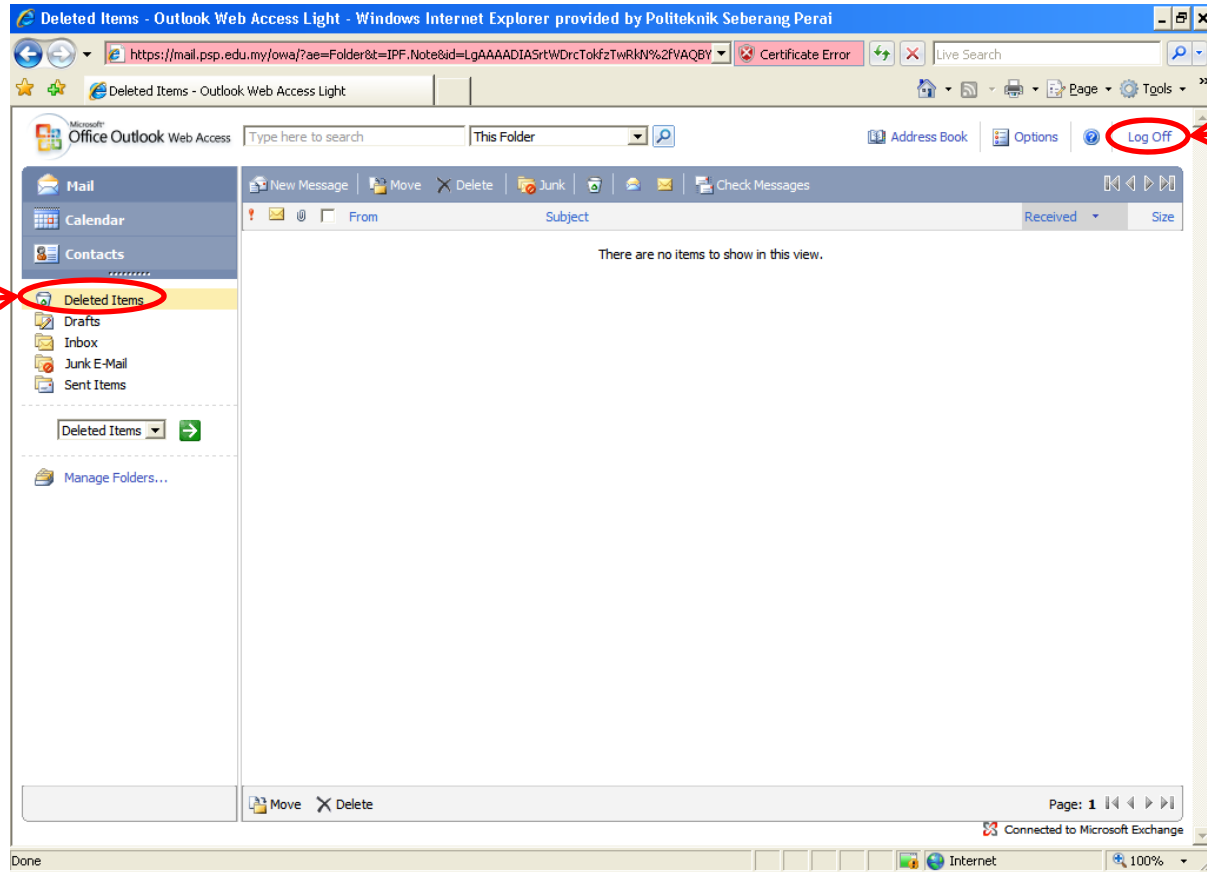 Deleted Items - Outlook Web Access Light - Windows Internet Explorer provided by Politeknik Seberang Perai
https://mail.psp.edu.my/owa/?ae=Folder&t=IPF.Note&id=LgAAAADIASrtWDrcTokfzTwRkN%2fVAQBY Certificate Error Live Search
Deleted Items - Outlook Web Access Light Page Tools
Microsoft
Office Outlook Web Access Type here to search This Folder Address Book Options Log Off
Mail New Message Move Delete Junk Check Messages
Calendar From Subject Received Size
Contacts There are no items to show in this view.
Deleted Items
Drafts
Inbox
Junk E-Mail
Sent Items
Deleted Items
Manage Folders...
Move Delete Page: 1
Connected to Microsoft Exchange
Done Internet 100%